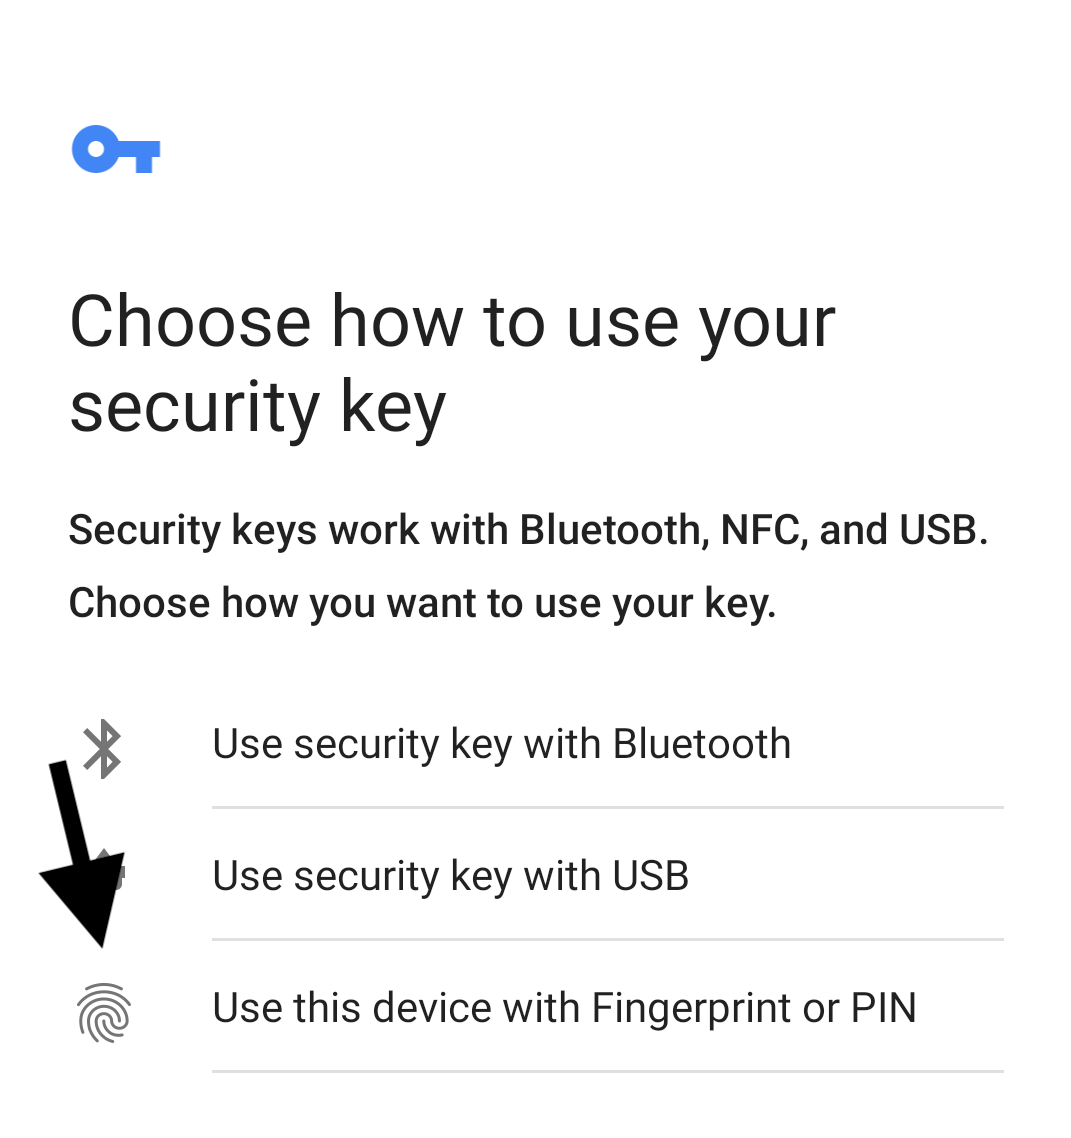 Choose how to use your
security key
Security keys work with Bluetooth, NFC, and USB.
Choose how you want to use your key.
Use security key with Bluetooth
Use security key with USB
Use this device with Fingerprint or PIN